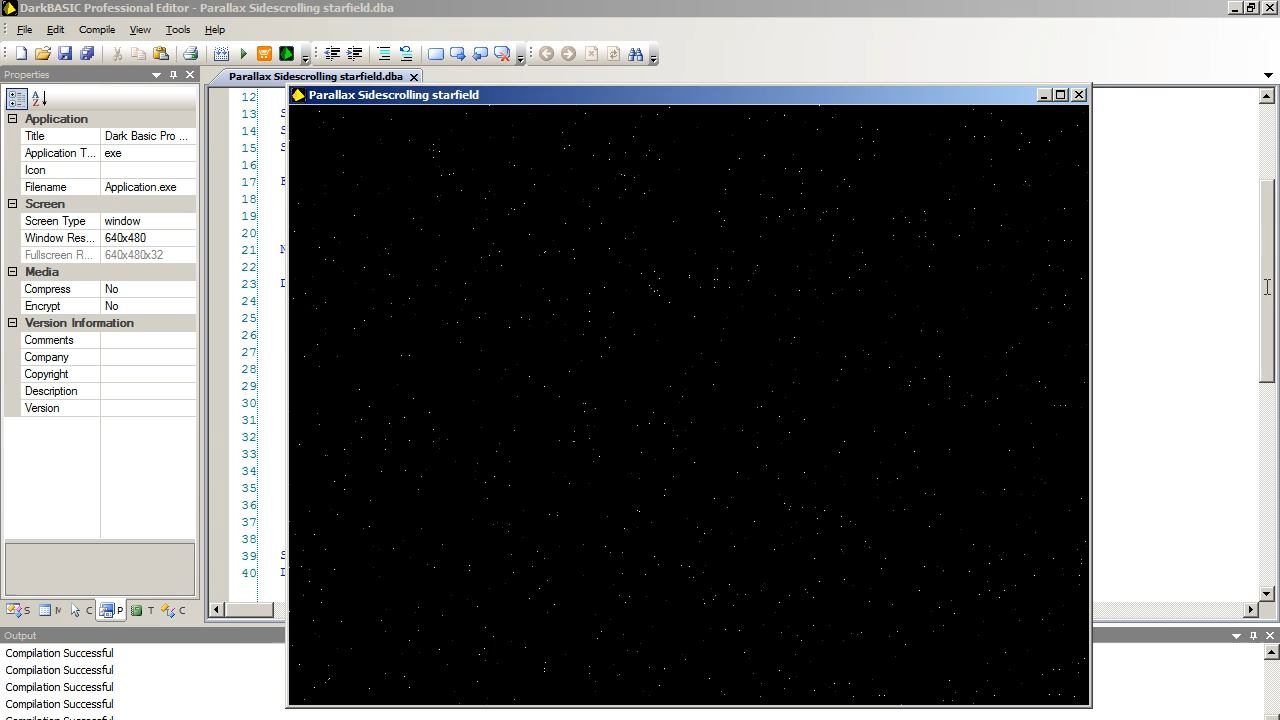 DarkBASIC Professional Editor - Parallax Sidescrolling starfield.dba
File Edit Compile View Tools Help
Properties
Parallax Sidescrolling starfield.dba
Parallax Sidescrolling starfield
Application
Title Dark Basic Pro ...
Application T... exe
Icon
Filename Application.exe
Screen
Screen Type window
Window Res... 640x480
Fullscreen R... 640x480x32
Media
Compress No
Encrypt No
Version Information
Comments
Company
Copyright
Description
Version
12
13
14
15
16
17
18
19
20
21
22
23
24
25
26
27
28
29
30
31
32
33
34
35
36
37
38
39
40
S M C P T C
Output
Compilation Successful
Compilation Successful
Compilation Successful
Compilation Successful